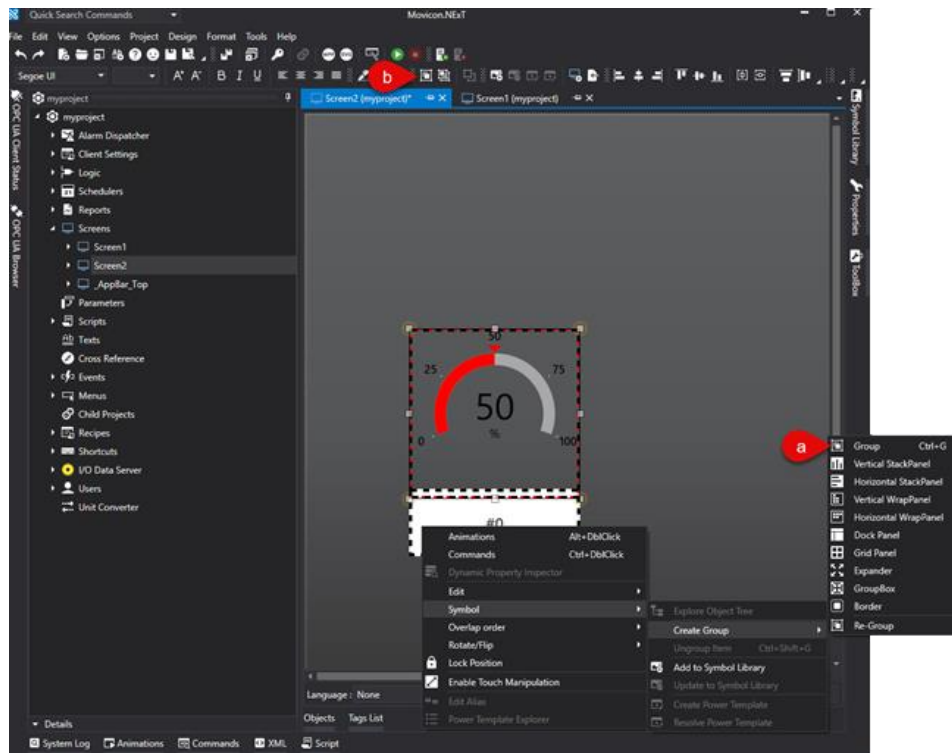 Quick Search Commands
Movicon.NExT
File Edit View Options Project Design Format Tools Help
Segoe UI
A A B I U
b
myproject
Screen2 (myproject)*
Screen1 (myproject)
OPC UA Client Status
OPC UA Browser
myproject
Alarm Dispatcher
Client Settings
Logic
Schedulers
Reports
Screens
Screen1
Screen2
_AppBar_Top
Parameters
Scripts
Ab Texts
Cross Reference
Events
Menus
Child Projects
Recipes
Shortcuts
I/O Data Server
Users
Unit Converter
Details
Symbol Library
Properties
ToolBox
50
25
75
50
%
0
100
#0
Animations Alt+DblClick
Commands Ctrl+DblClick
Dynamic Property Inspector
Edit
Symbol
Overlap order
Rotate/Flip
Lock Position
Enable Touch Manipulation
Edit Alias
Power Template Explorer
Explore Object Tree
Create Group
Ungroup Item Ctrl+Shift+G
Add to Symbol Library
Update to Symbol Library
Create Power Template
Resolve Power Template
a
Group Ctrl+G
Vertical StackPanel
Horizontal StackPanel
Vertical WrapPanel
Horizontal WrapPanel
Dock Panel
Grid Panel
Expander
GroupBox
Border
Re-Group
Language : None
Objects Tags List
System Log Animations Commands XML Script